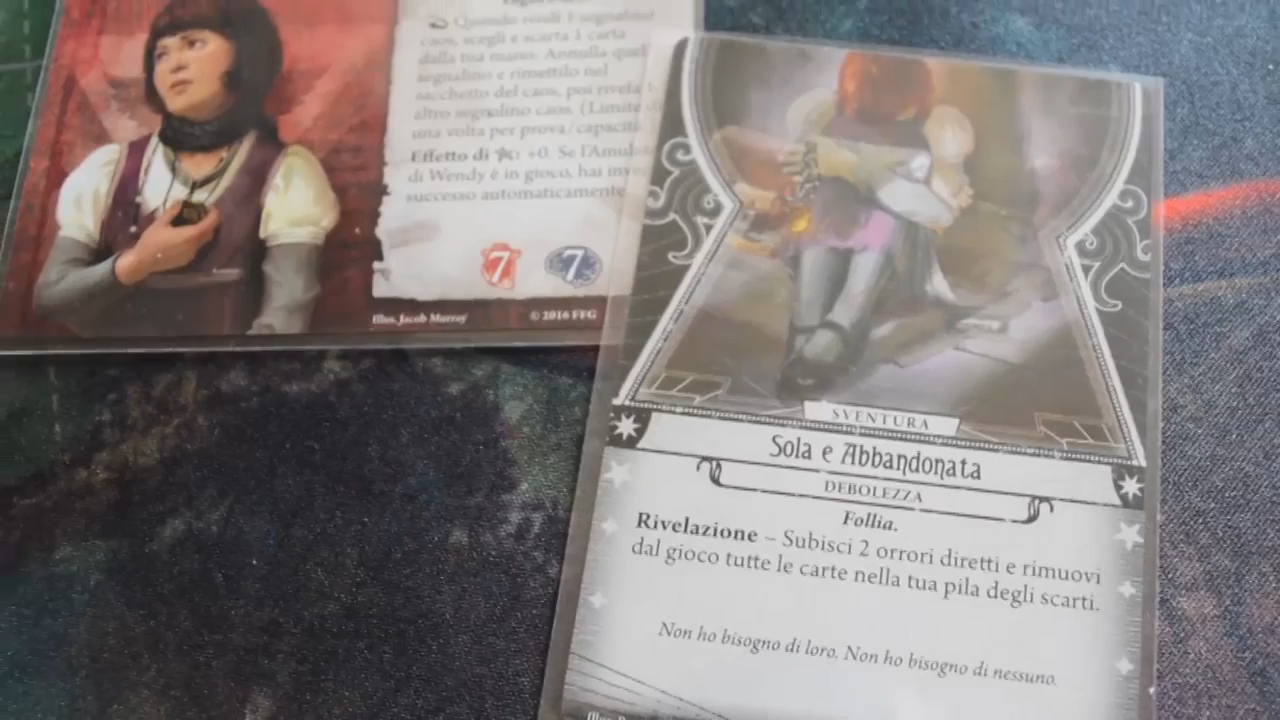 Quando riveli 1 segnalino
caos, scegli e scarta 1 carta
dalla tua mano: Annulla quel
segnalino e rimettilo nel
sacchetto del caos, poi rivela 1
altro segnalino caos. (Limite
una volta per prova/capacità
Effetto di : +0. Se l'Amul
di Wendy è in gioco, hai inve
successo automaticamente
7 7
Illus. Jacob Murray © 2016 FFG
SVENTURA
Sola e Abbandonata
DEBOLEZZA
Follia.
Rivelazione – Subisci 2 orrori diretti e rimuovi
dal gioco tutte le carte nella tua pila degli scarti.
Non ho bisogno di loro. Non ho bisogno di nessuno.